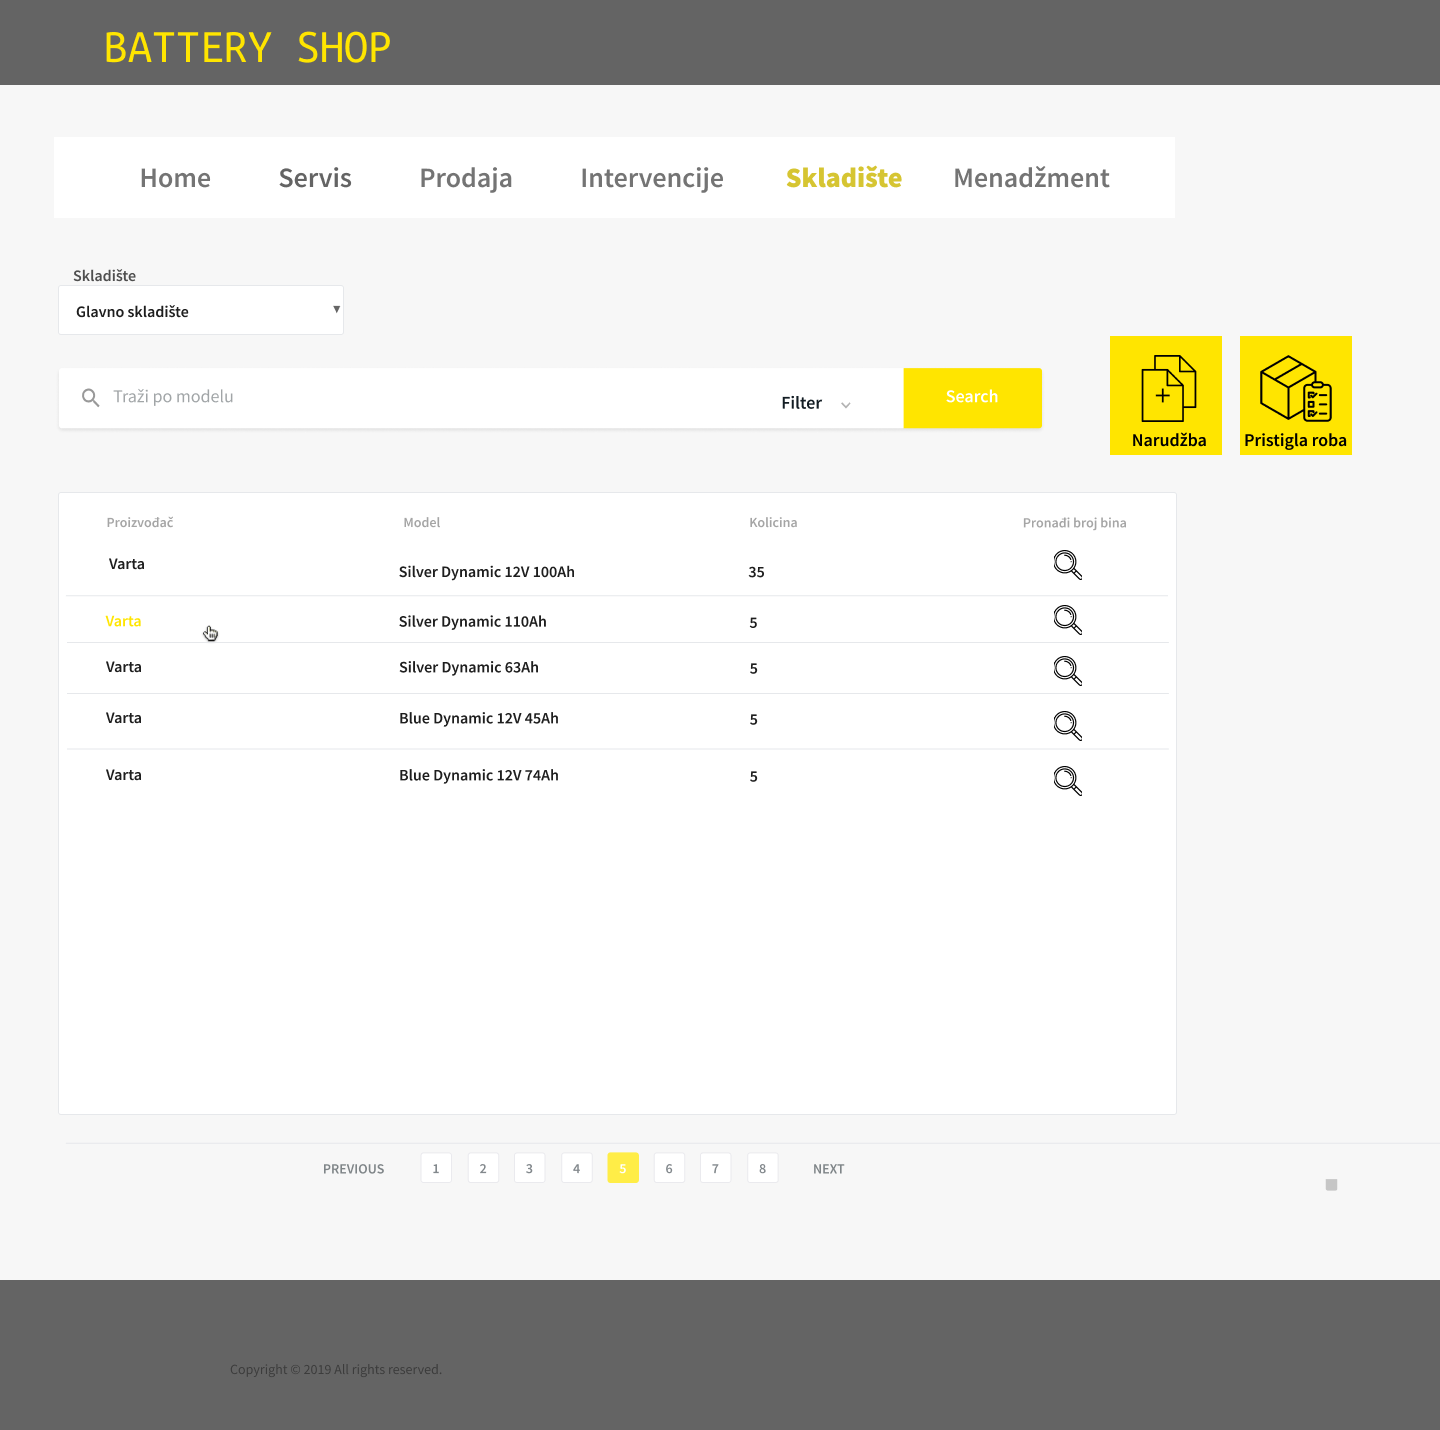 BATTERY SHOP
Home Servis Prodaja Intervencije Skladište Menadžment
Skladište
Glavno skladište
Traži po modelu Filter Search
Narudžba Pristigla roba
Proizvođač Model Kolicina Pronađi broj bina
Varta Silver Dynamic 12V 100Ah 35
Varta Silver Dynamic 110Ah 5
Varta Silver Dynamic 63Ah 5
Varta Blue Dynamic 12V 45Ah 5
Varta Blue Dynamic 12V 74Ah 5
PREVIOUS 1 2 3 4 5 6 7 8 NEXT
Copyright © 2019 All rights reserved.